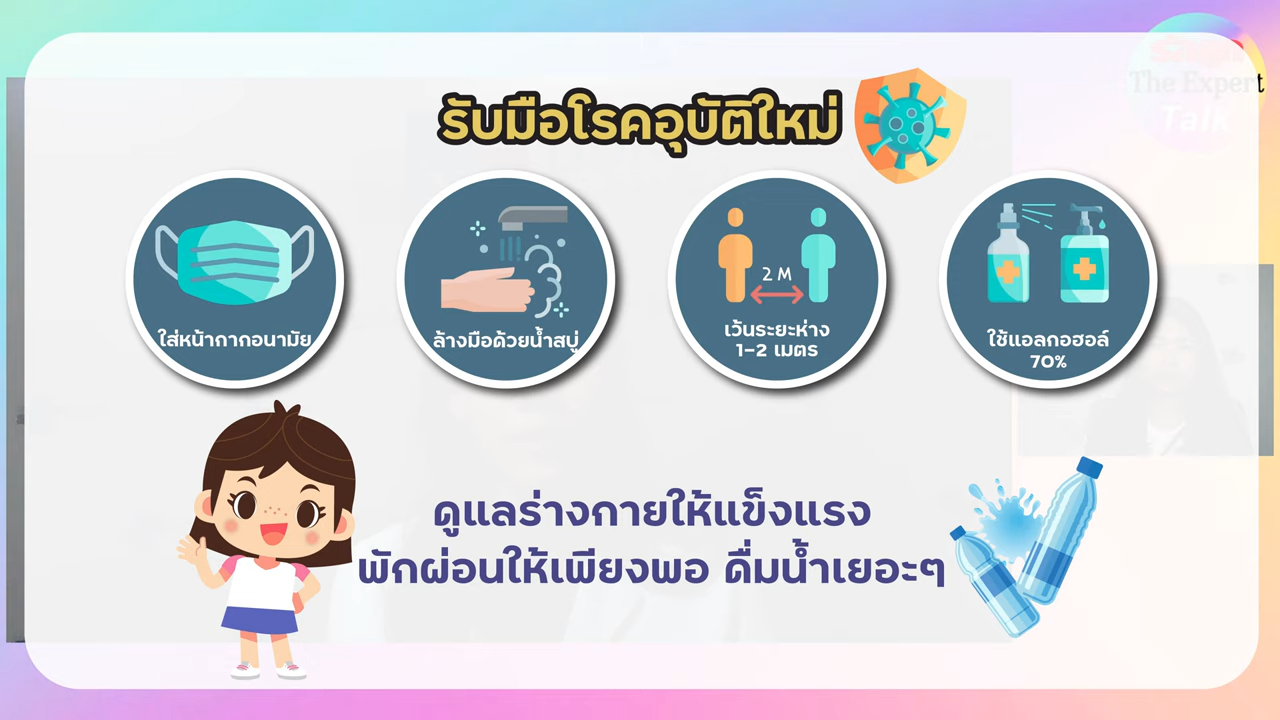 The Expert
Talk
รับมือโรคอุบัติใหม่
ใส่หน้ากากอนามัย
ล้างมือด้วยน้ำสบู่
2 M
เว้นระยะห่าง
1-2 เมตร
ใช้แอลกอฮอล์
70%
ดูแลร่างกายให้แข็งแรง
พักผ่อนให้เพียงพอ ดื่มน้ำเยอะๆ